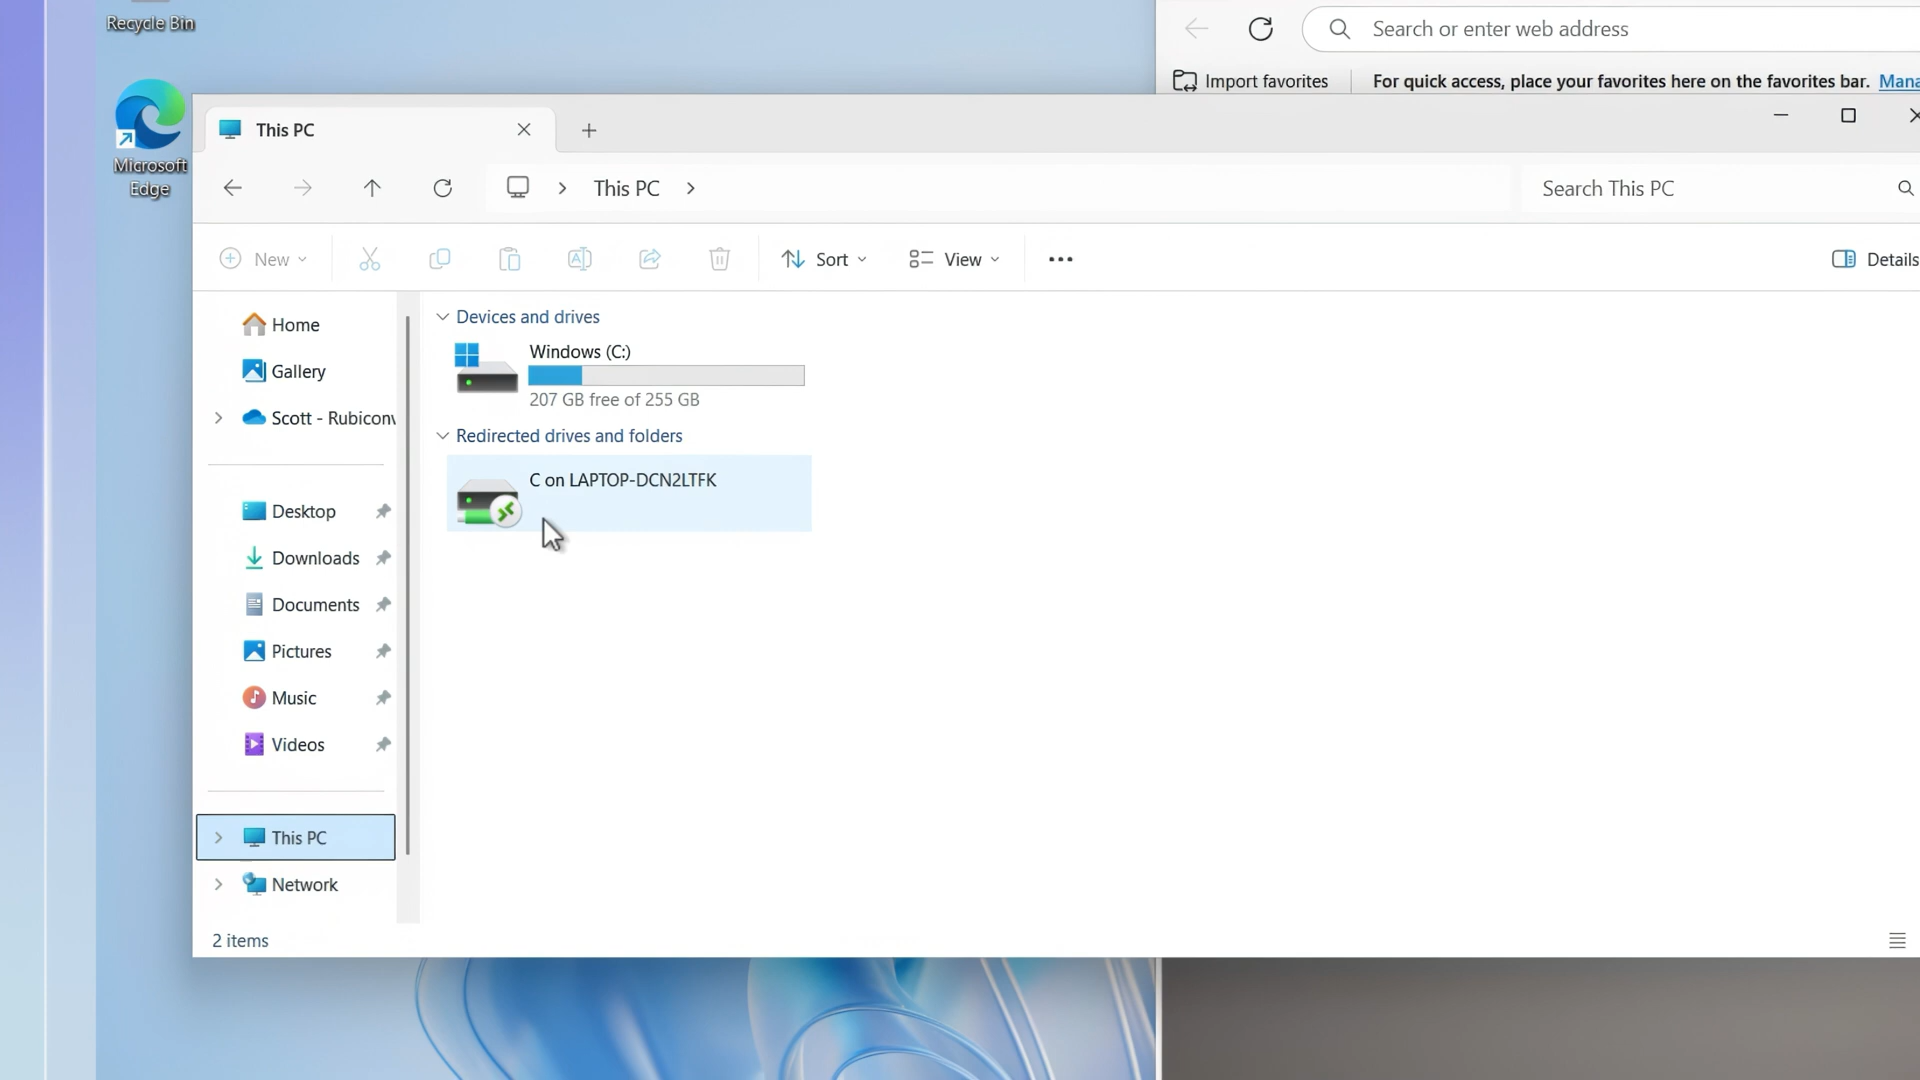 Recycle Bin
Microsoft
Edge
Search or enter web address
Import favorites
For quick access, place your favorites here on the favorites bar. Mana
This PC
This PC
Search This PC
New
Sort
View
Details
Home
Gallery
Scott - Rubicon
Desktop
Downloads
Documents
Pictures
Music
Videos
This PC
Network
Devices and drives
Windows (C:)
207 GB free of 255 GB
Redirected drives and folders
C on LAPTOP-DCN2LTFK
2 items